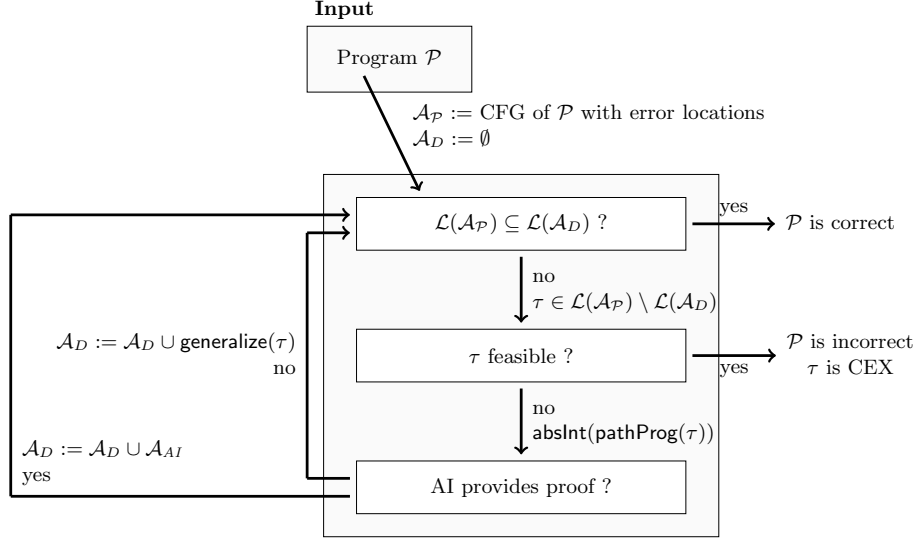 Input
Program 𝒫
𝒜_𝒫 := CFG of 𝒫 with error locations
𝒜_D := ∅
ℒ(𝒜_𝒫) ⊆ ℒ(𝒜_D) ?
yes
𝒫 is correct
no
τ ∈ ℒ(𝒜_𝒫) \ ℒ(𝒜_D)
𝒜_D := 𝒜_D ∪ generalize(τ)
no
τ feasible ?
yes
𝒫 is incorrect
τ is CEX
no
absInt(pathProg(τ))
𝒜_D := 𝒜_D ∪ 𝒜_AI
yes
AI provides proof ?